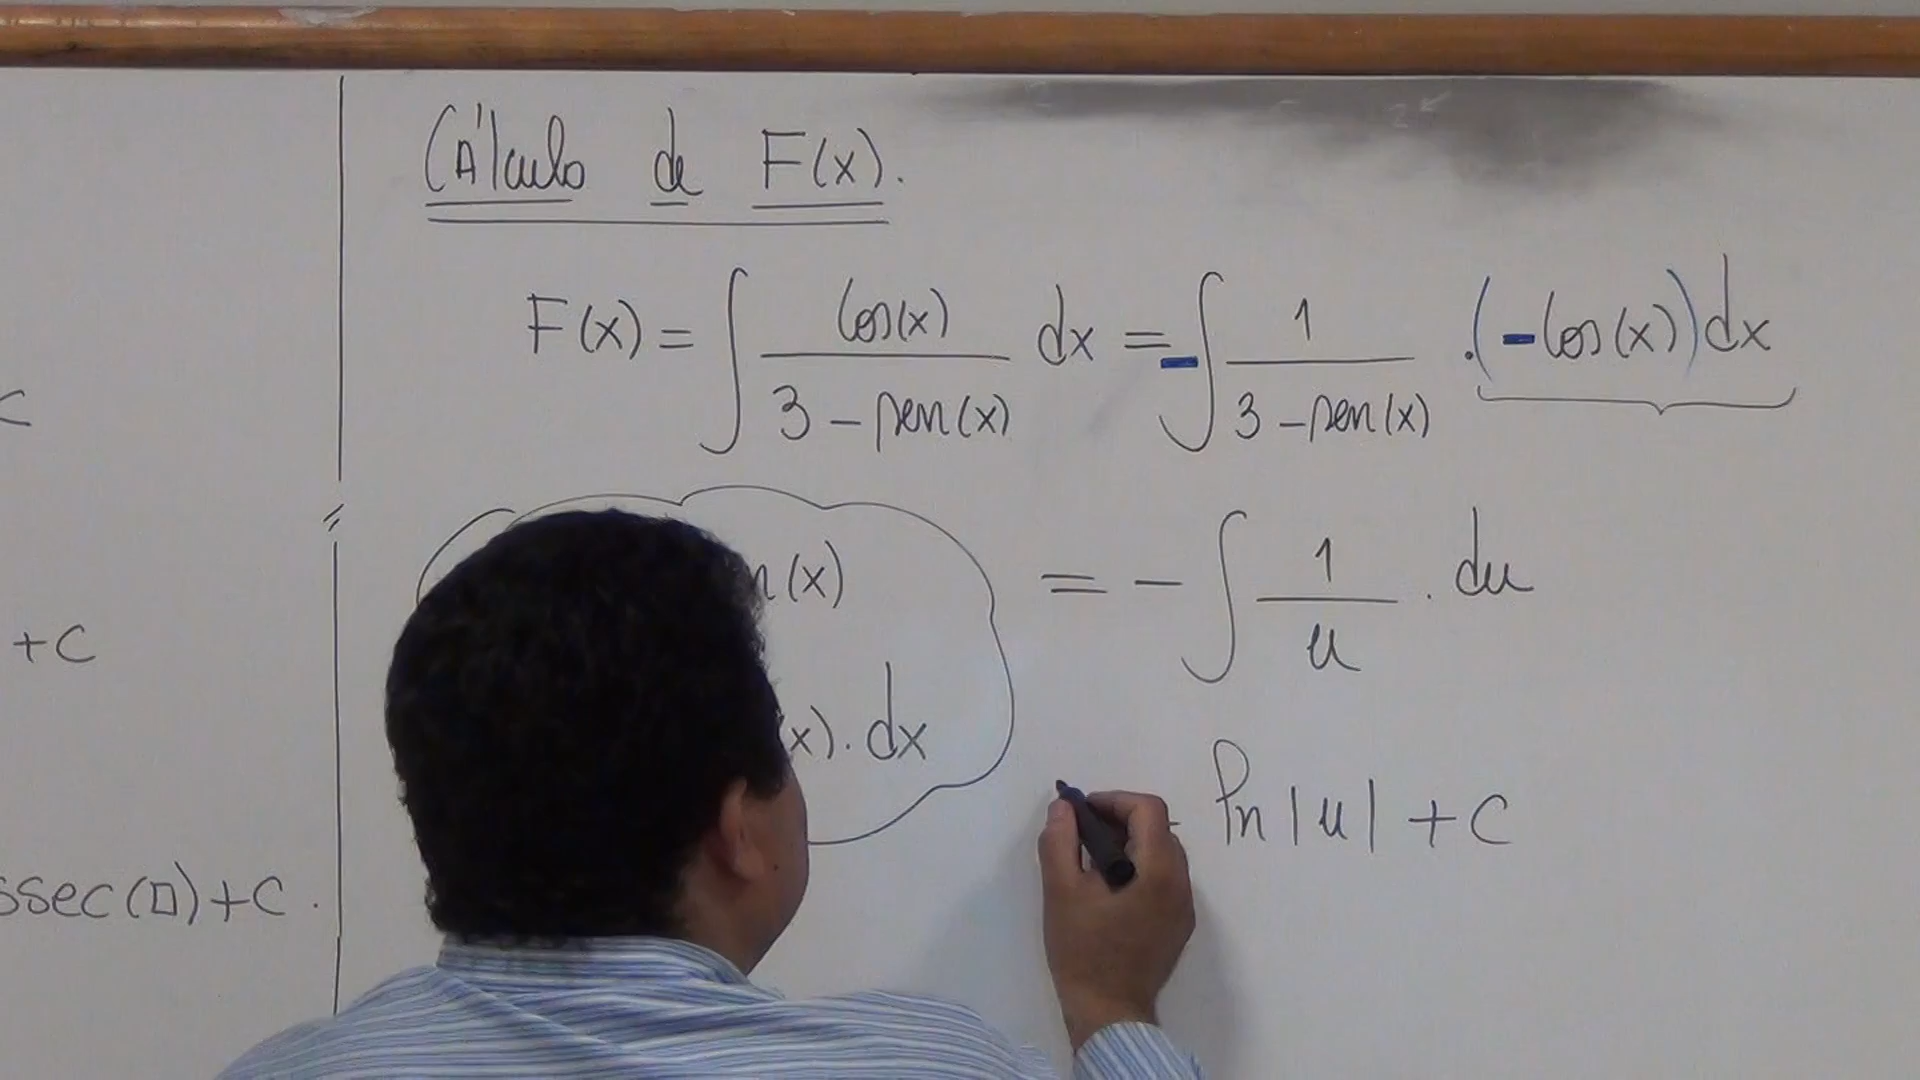 Cálculo de F(x).
F(x) = ∫ cos(x) / (3 - sen(x)) dx = - ∫ 1 / (3 - sen(x)) . (-cos(x)) dx
C
n(x)
= - ∫ 1/u . du
+C
(x). dx
- ln|u| + C
ssec(□)+C.